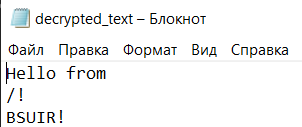 decrypted_text – Блокнот
Файл Правка Формат Вид Справка
Hello from
/!
BSUIR!